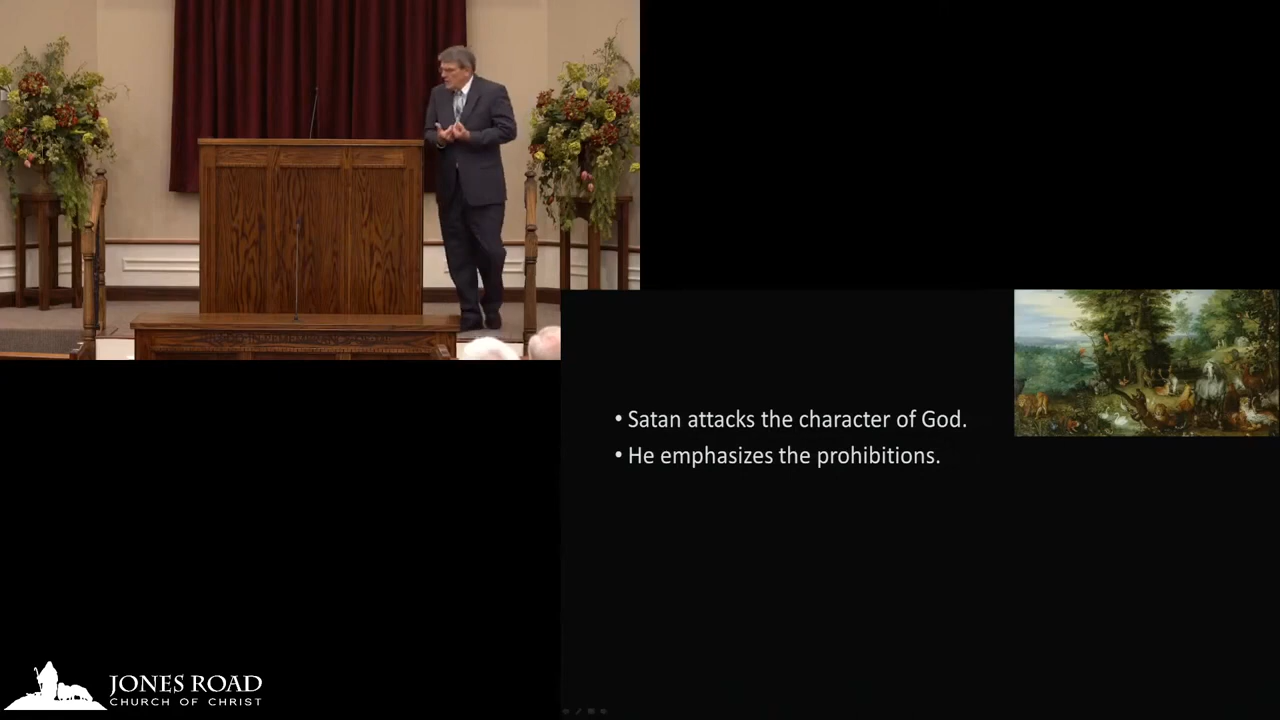 • Satan attacks the character of God.
• He emphasizes the prohibitions.
JONES ROAD
CHURCH OF CHRIST